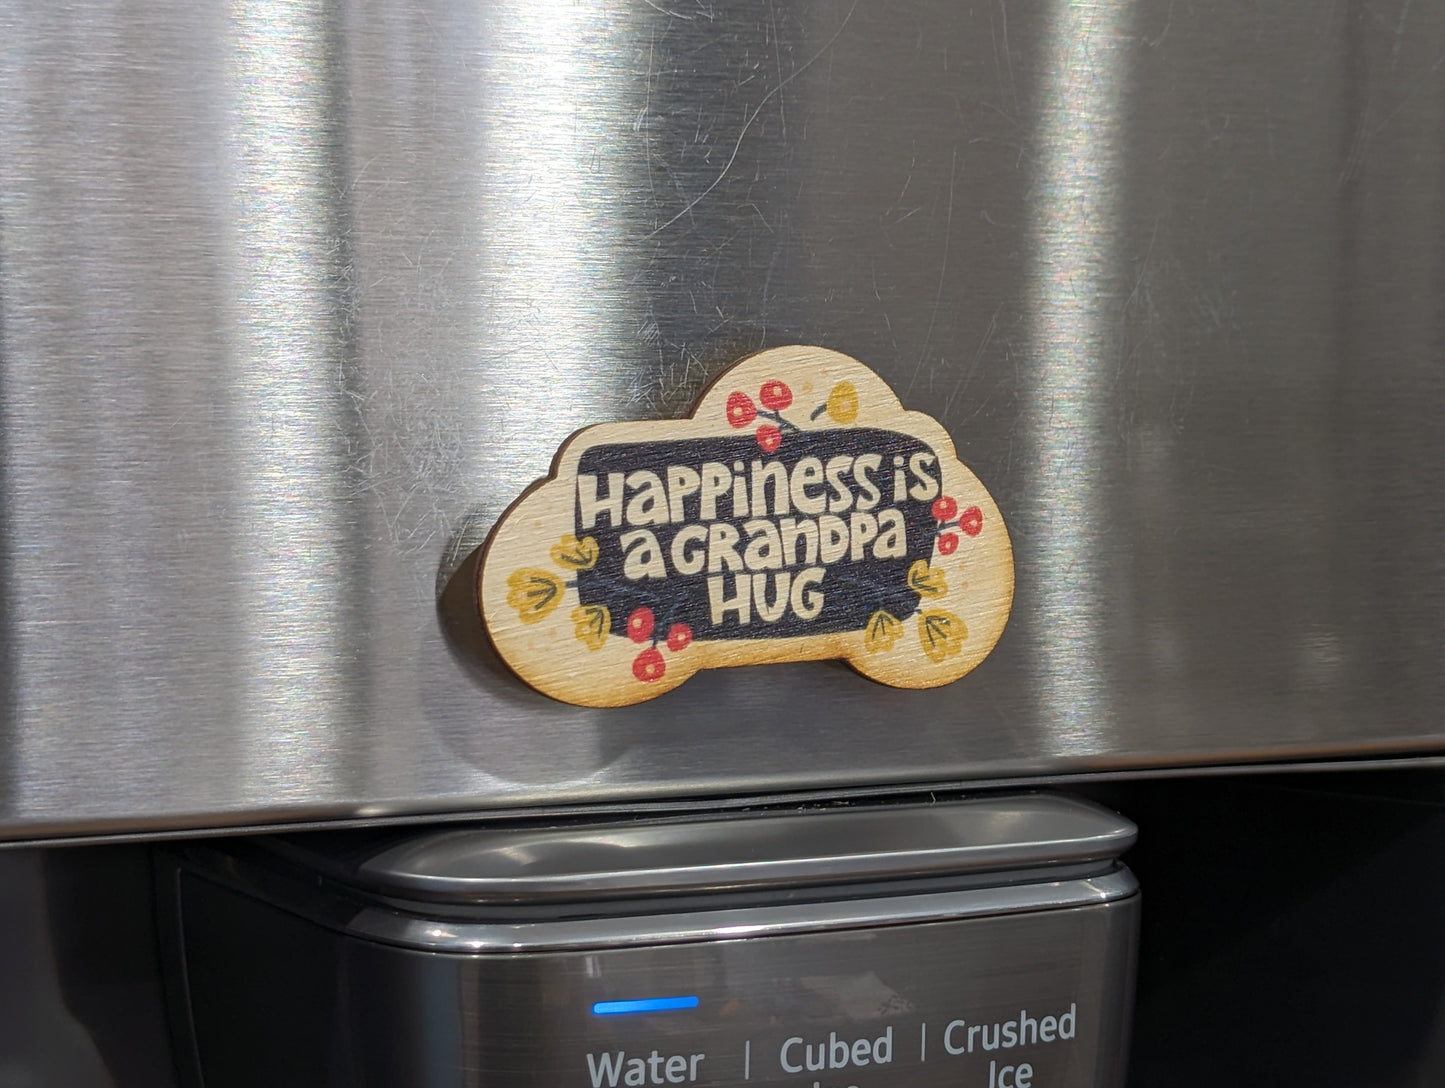 HAPPINESS IS
A GRANDPA
HUG
Water | Cubed | Crushed
Ice